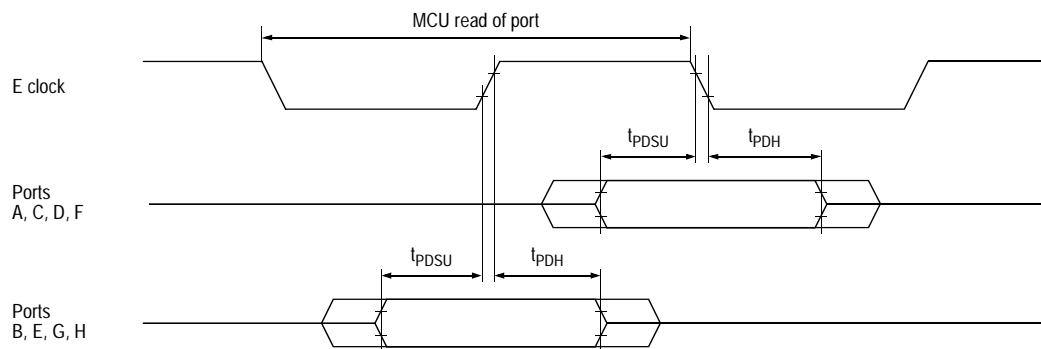 MCU read of port
E clock
tPDSU
tPDH
Ports
A, C, D, F
tPDSU
tPDH
Ports
B, E, G, H